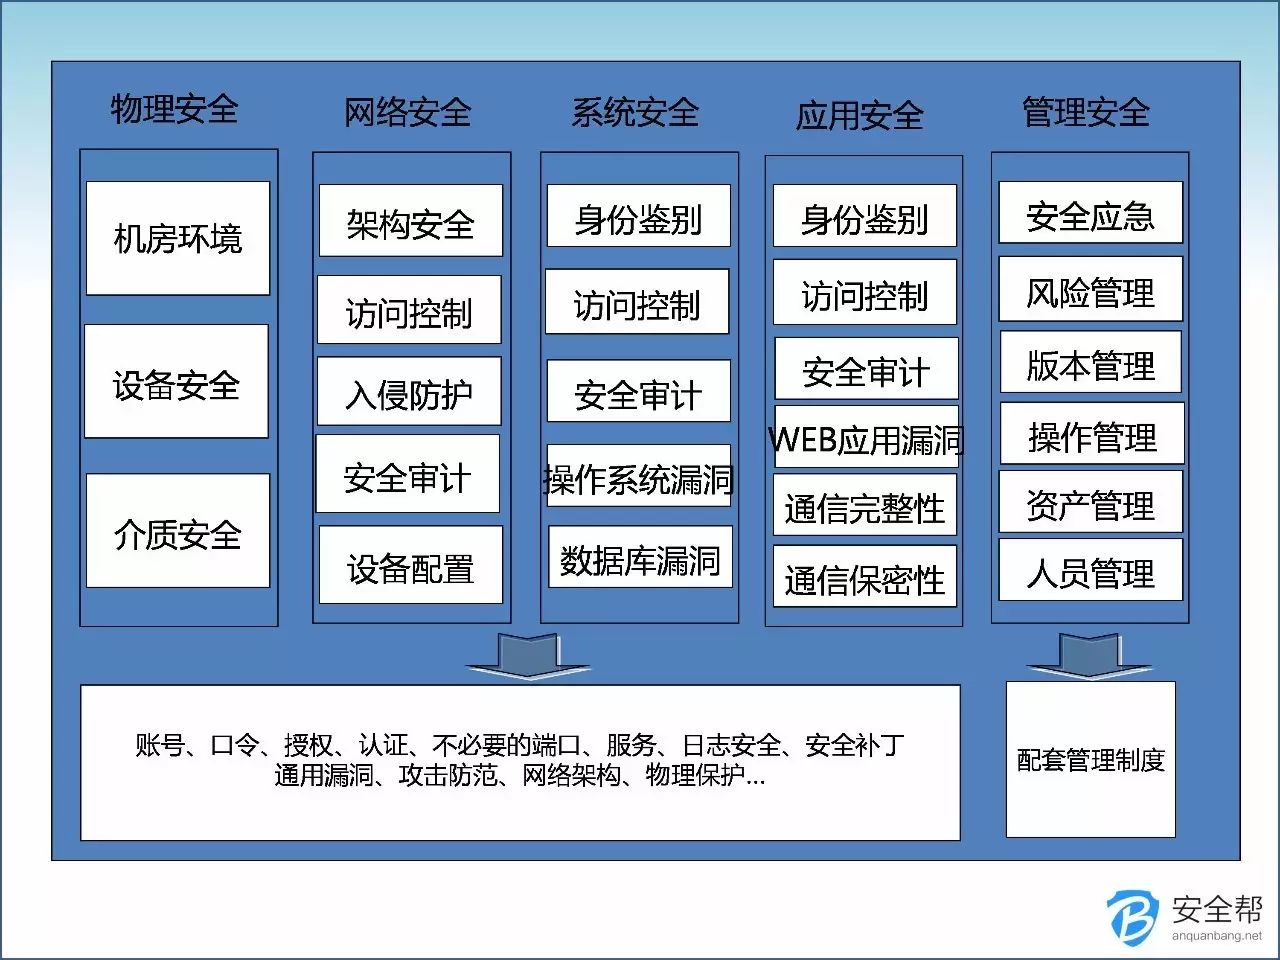 物理安全
机房环境
设备安全
介质安全
网络安全
架构安全
访问控制
入侵防护
安全审计
设备配置
系统安全
身份鉴别
访问控制
安全审计
操作系统漏洞
数据库漏洞
应用安全
身份鉴别
访问控制
安全审计
WEB应用漏洞
通信完整性
通信保密性
管理安全
安全应急
风险管理
版本管理
操作管理
资产管理
人员管理
账号、口令、授权、认证、不必要的端口、服务、日志安全、安全补丁
通用漏洞、攻击防范、网络架构、物理保护...
配套管理制度
安全帮
anquanbang.net